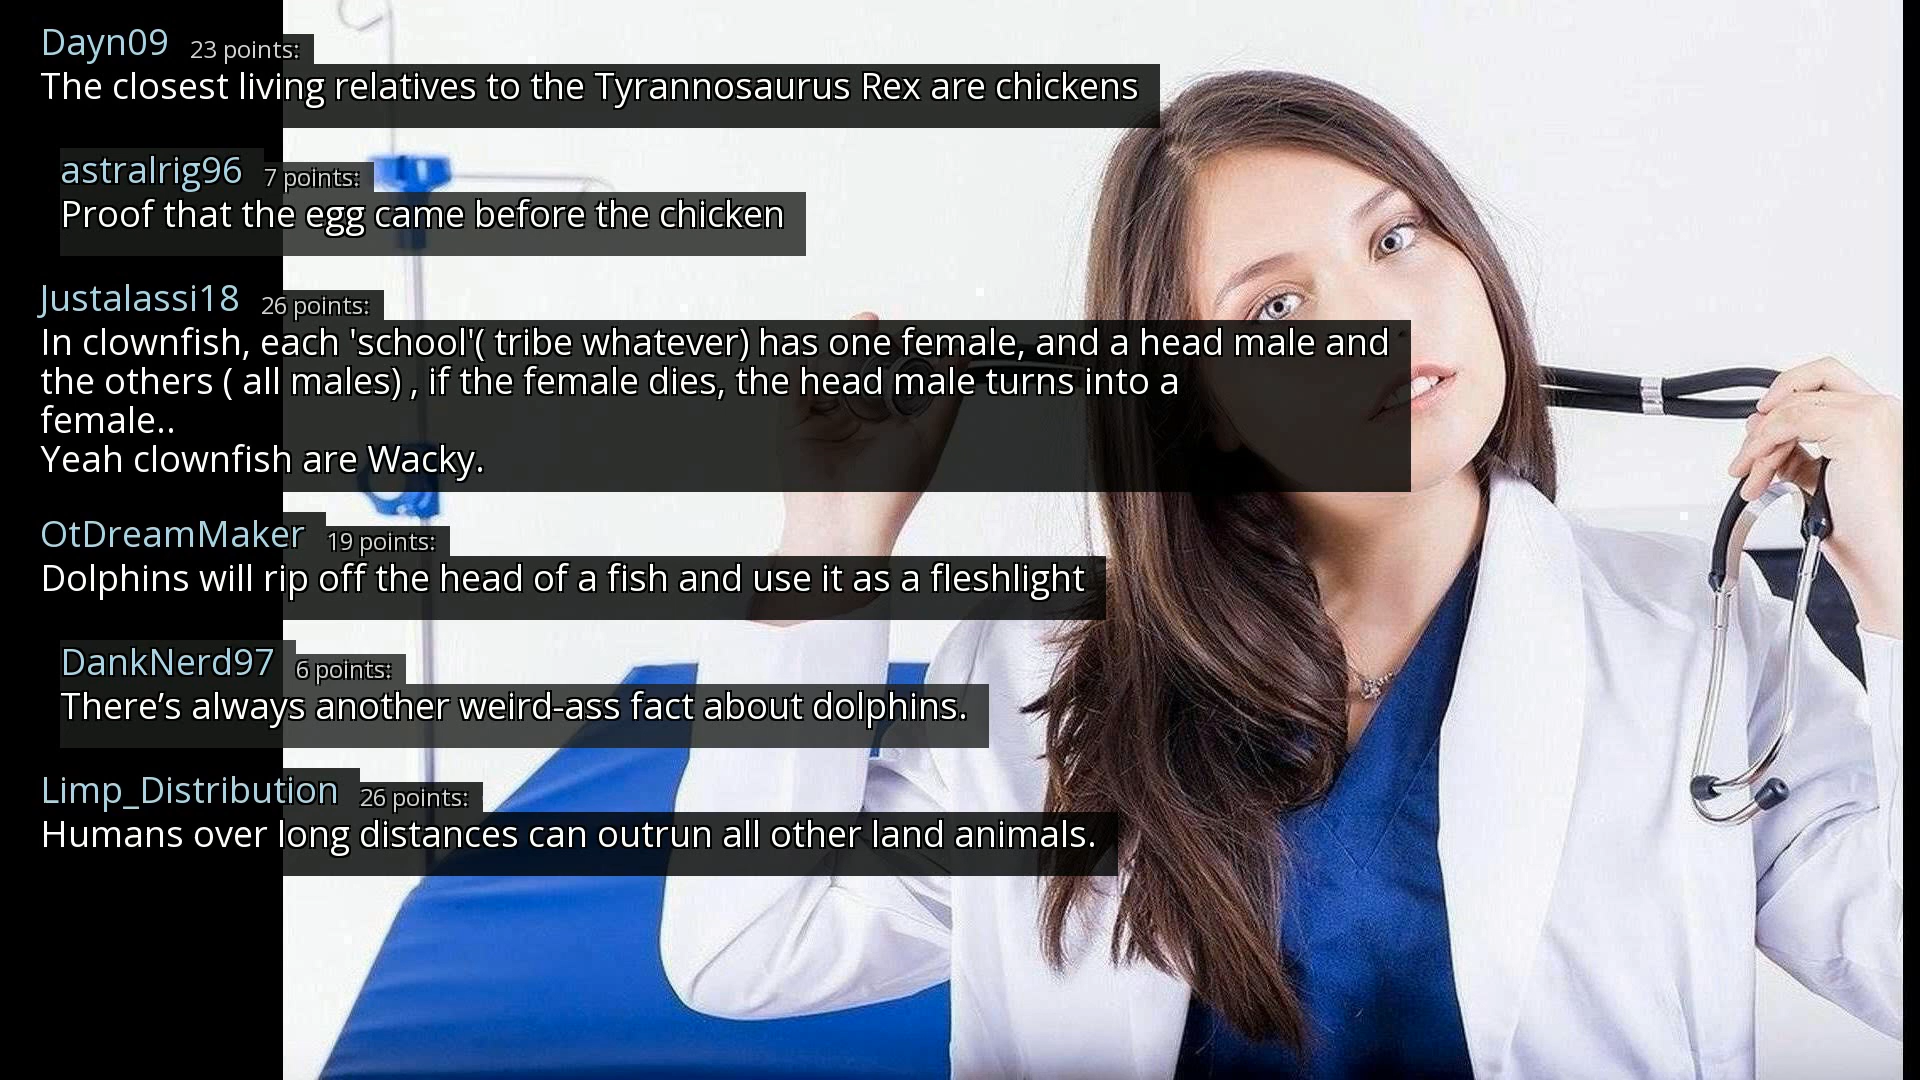 Dayn09 23 points:
The closest living relatives to the Tyrannosaurus Rex are chickens
astralrig96 7 points:
Proof that the egg came before the chicken
Justalassi18 26 points:
In clownfish, each 'school'( tribe whatever) has one female, and a head male and
the others ( all males) , if the female dies, the head male turns into a
female..
Yeah clownfish are Wacky.
OtDreamMaker 19 points:
Dolphins will rip off the head of a fish and use it as a fleshlight
DankNerd97 6 points:
There’s always another weird-ass fact about dolphins.
Limp_Distribution 26 points:
Humans over long distances can outrun all other land animals.